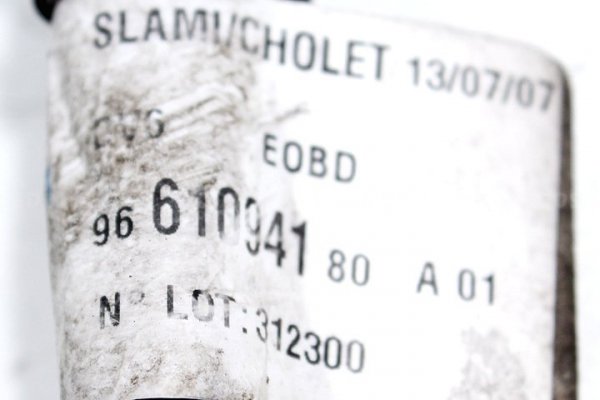 SLAMI/CHOLET 13/07/07
EOBD
96 610941 80 A 01
N° LOT: 312300